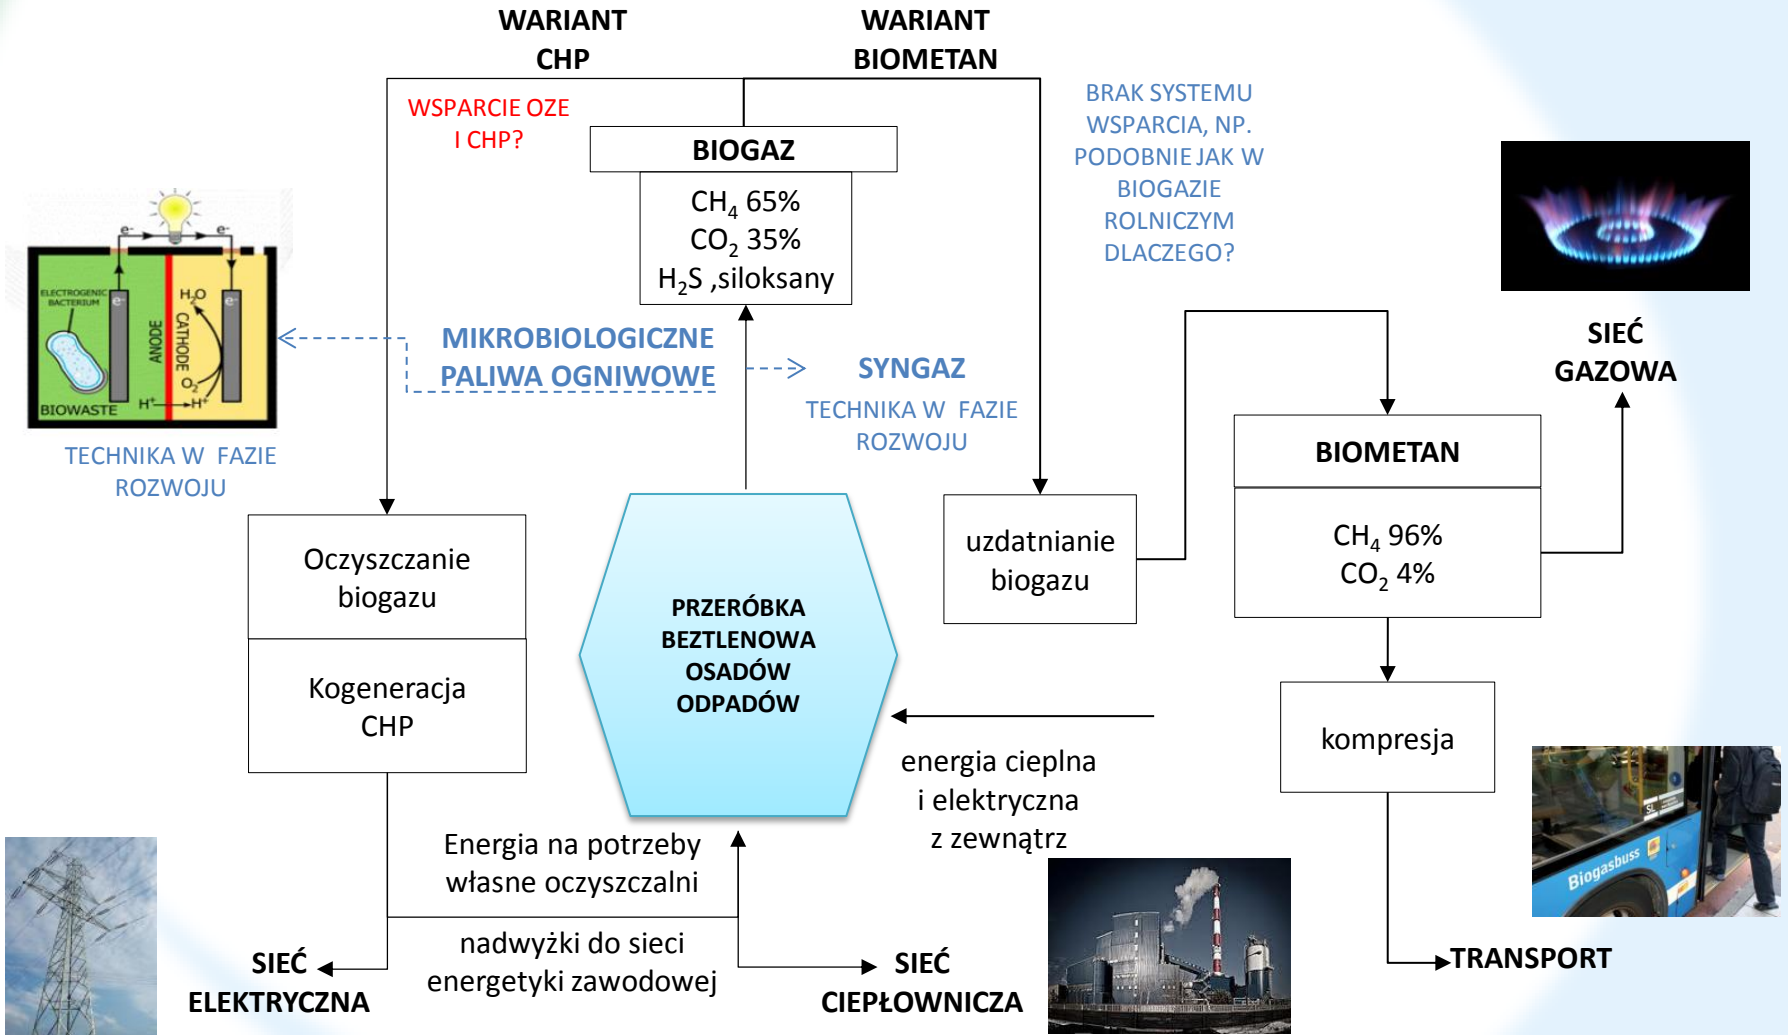 WARIANT
CHP
WARIANT
BIOMETAN
WSPARCIE OZE
I CHP?
BRAK SYSTEMU
WSPARCIA, NP.
PODOBNIE JAK W
BIOGAZIE
ROLNICZYM
DLACZEGO?
BIOGAZ
CH₄ 65%
CO₂ 35%
H₂S ,siloksany
e-
e-
ELECTROGENIC
BACTERIUM
e-
ANODE
CATHODE
H₂O
e-
O₂
BIOWASTE
H⁺
H⁺
TECHNIKA W FAZIE
ROZWOJU
MIKROBIOLOGICZNE
PALIWA OGNIWOWE
SYNGAZ
TECHNIKA W FAZIE
ROZWOJU
SIEĆ
GAZOWA
BIOMETAN
CH₄ 96%
CO₂ 4%
Oczyszczanie
biogazu
Kogeneracja
CHP
PRZERÓBKA
BEZTLENOWA
OSADÓW
ODPADÓW
uzdatnianie
biogazu
kompresja
energia cieplna
i elektryczna
z zewnątrz
Energia na potrzeby
własne oczyszczalni
nadwyżki do sieci
energetyki zawodowej
SIEĆ
ELEKTRYCZNA
SIEĆ
CIEPŁOWNICZA
SL
Biogasbuss
TRANSPORT